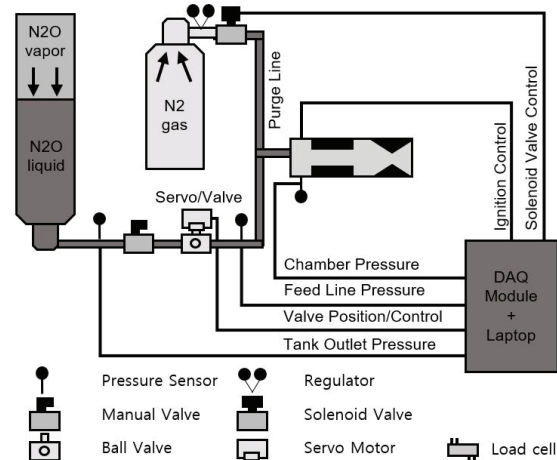 N2O
vapor
N2O
liquid
N2
gas
Purge Line
Servo/Valve
Ignition Control
Solenoid Valve Control
Chamber Pressure
Feed Line Pressure
Valve Position/Control
Tank Outlet Pressure
DAQ
Module
+
Laptop
Pressure Sensor
Regulator
Manual Valve
Solenoid Valve
Ball Valve
Servo Motor
Load cell